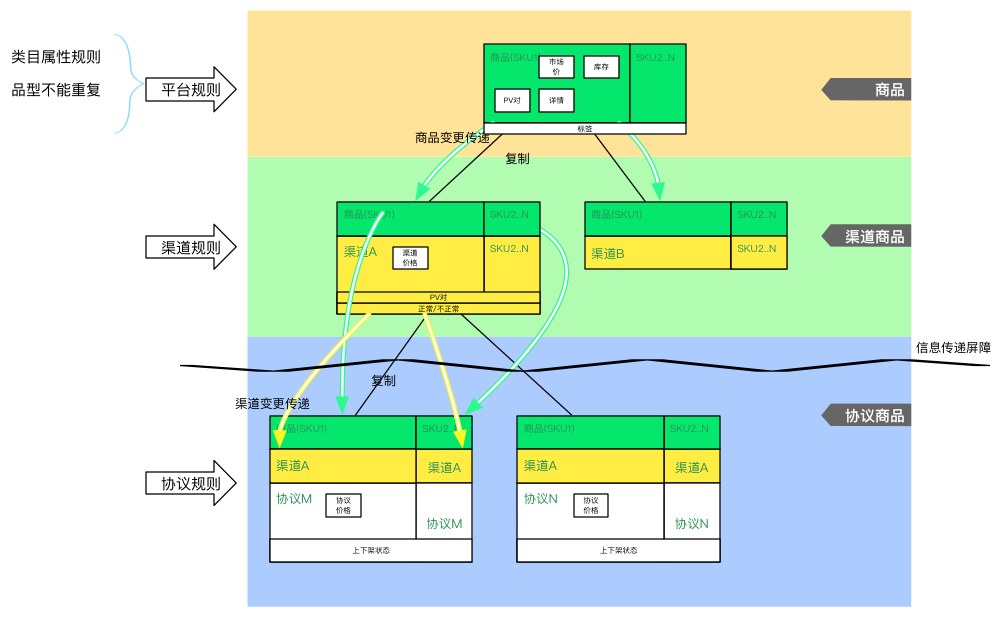 类目属性规则
品型不能重复
平台规则
商品(SKU1)
市场
价
库存
SKU2..N
PV对
详情
标签
商品
商品变更传递
复制
渠道规则
商品(SKU1)
SKU2..N
渠道A
渠道
价格
SKU2..N
PV对
正常/不正常
商品(SKU1)
SKU2..N
渠道B
SKU2..N
渠道商品
信息传递屏障
复制
渠道变更传递
协议规则
商品(SKU1)
SKU2..N
渠道A
渠道A
协议M
协议
价格
协议M
上下架状态
商品(SKU1)
SKU2..N
渠道A
渠道A
协议N
协议
价格
协议N
上下架状态
协议商品